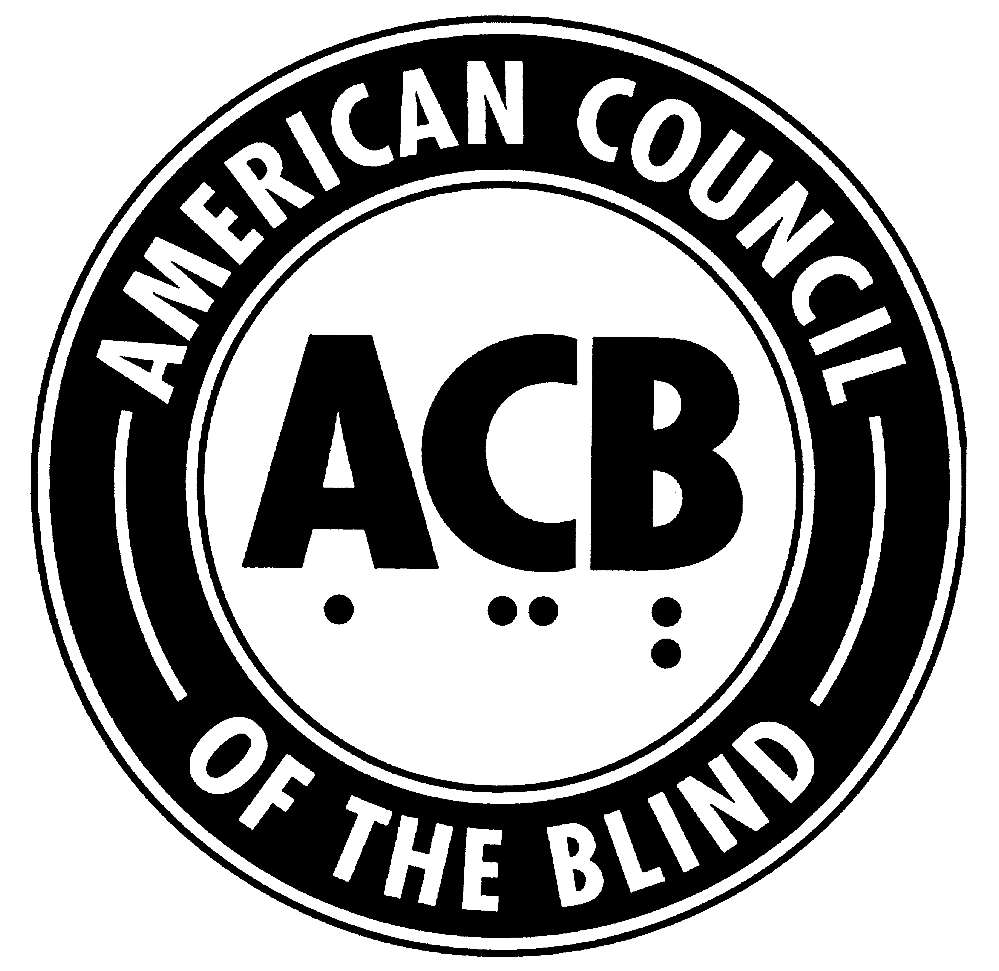 AMERICAN COUNCIL
ACB
⠁⠉⠃
OF THE BLIND